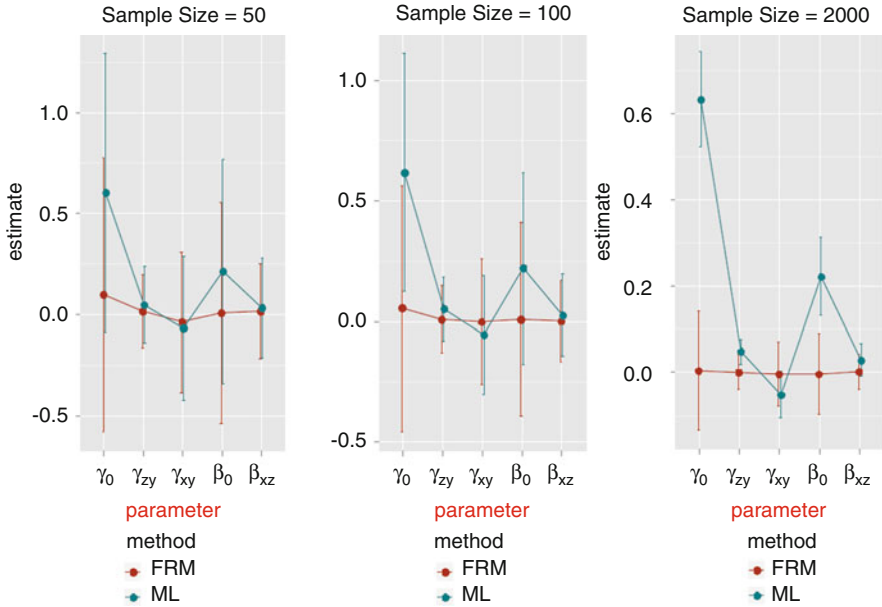 Sample Size = 50
estimate
1.0
0.5
0.0
-0.5
γ₀ γzy γxy β₀ βxz
parameter
method
FRM
ML
Sample Size = 100
estimate
1.0
0.5
0.0
-0.5
γ₀ γzy γxy β₀ βxz
parameter
method
FRM
ML
Sample Size = 2000
estimate
0.6
0.4
0.2
0.0
γ₀ γzy γxy β₀ βxz
parameter
method
FRM
ML